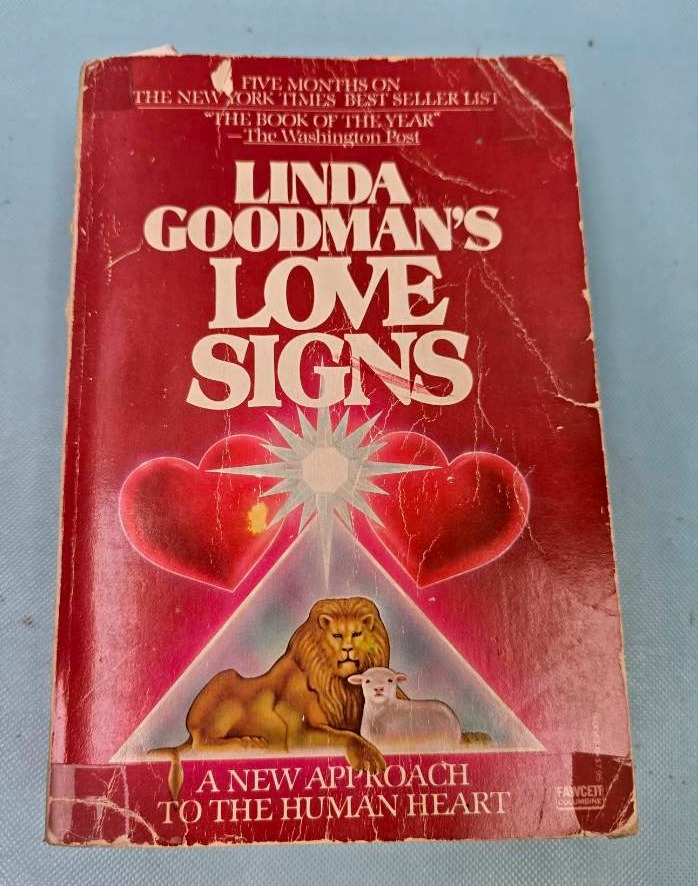 FIVE MONTHS ON
THE NEW YORK TIMES BEST SELLER LIST
"THE BOOK OF THE YEAR"
—The Washington Post
LINDA
GOODMAN'S
LOVE
SIGNS
A NEW APPROACH
TO THE HUMAN HEART
FAWCETT
COLUMBINE